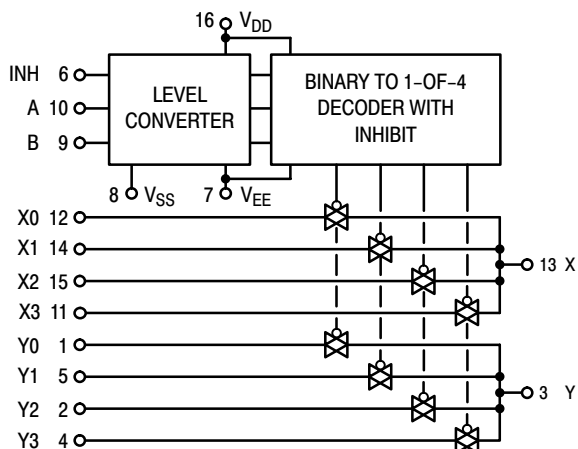 16 VDD
INH 6
A 10
B 9
LEVEL
CONVERTER
BINARY TO 1-OF-4
DECODER WITH
INHIBIT
8 VSS
7 VEE
X0 12
X1 14
X2 15
X3 11
13 X
Y0 1
Y1 5
Y2 2
Y3 4
3 Y